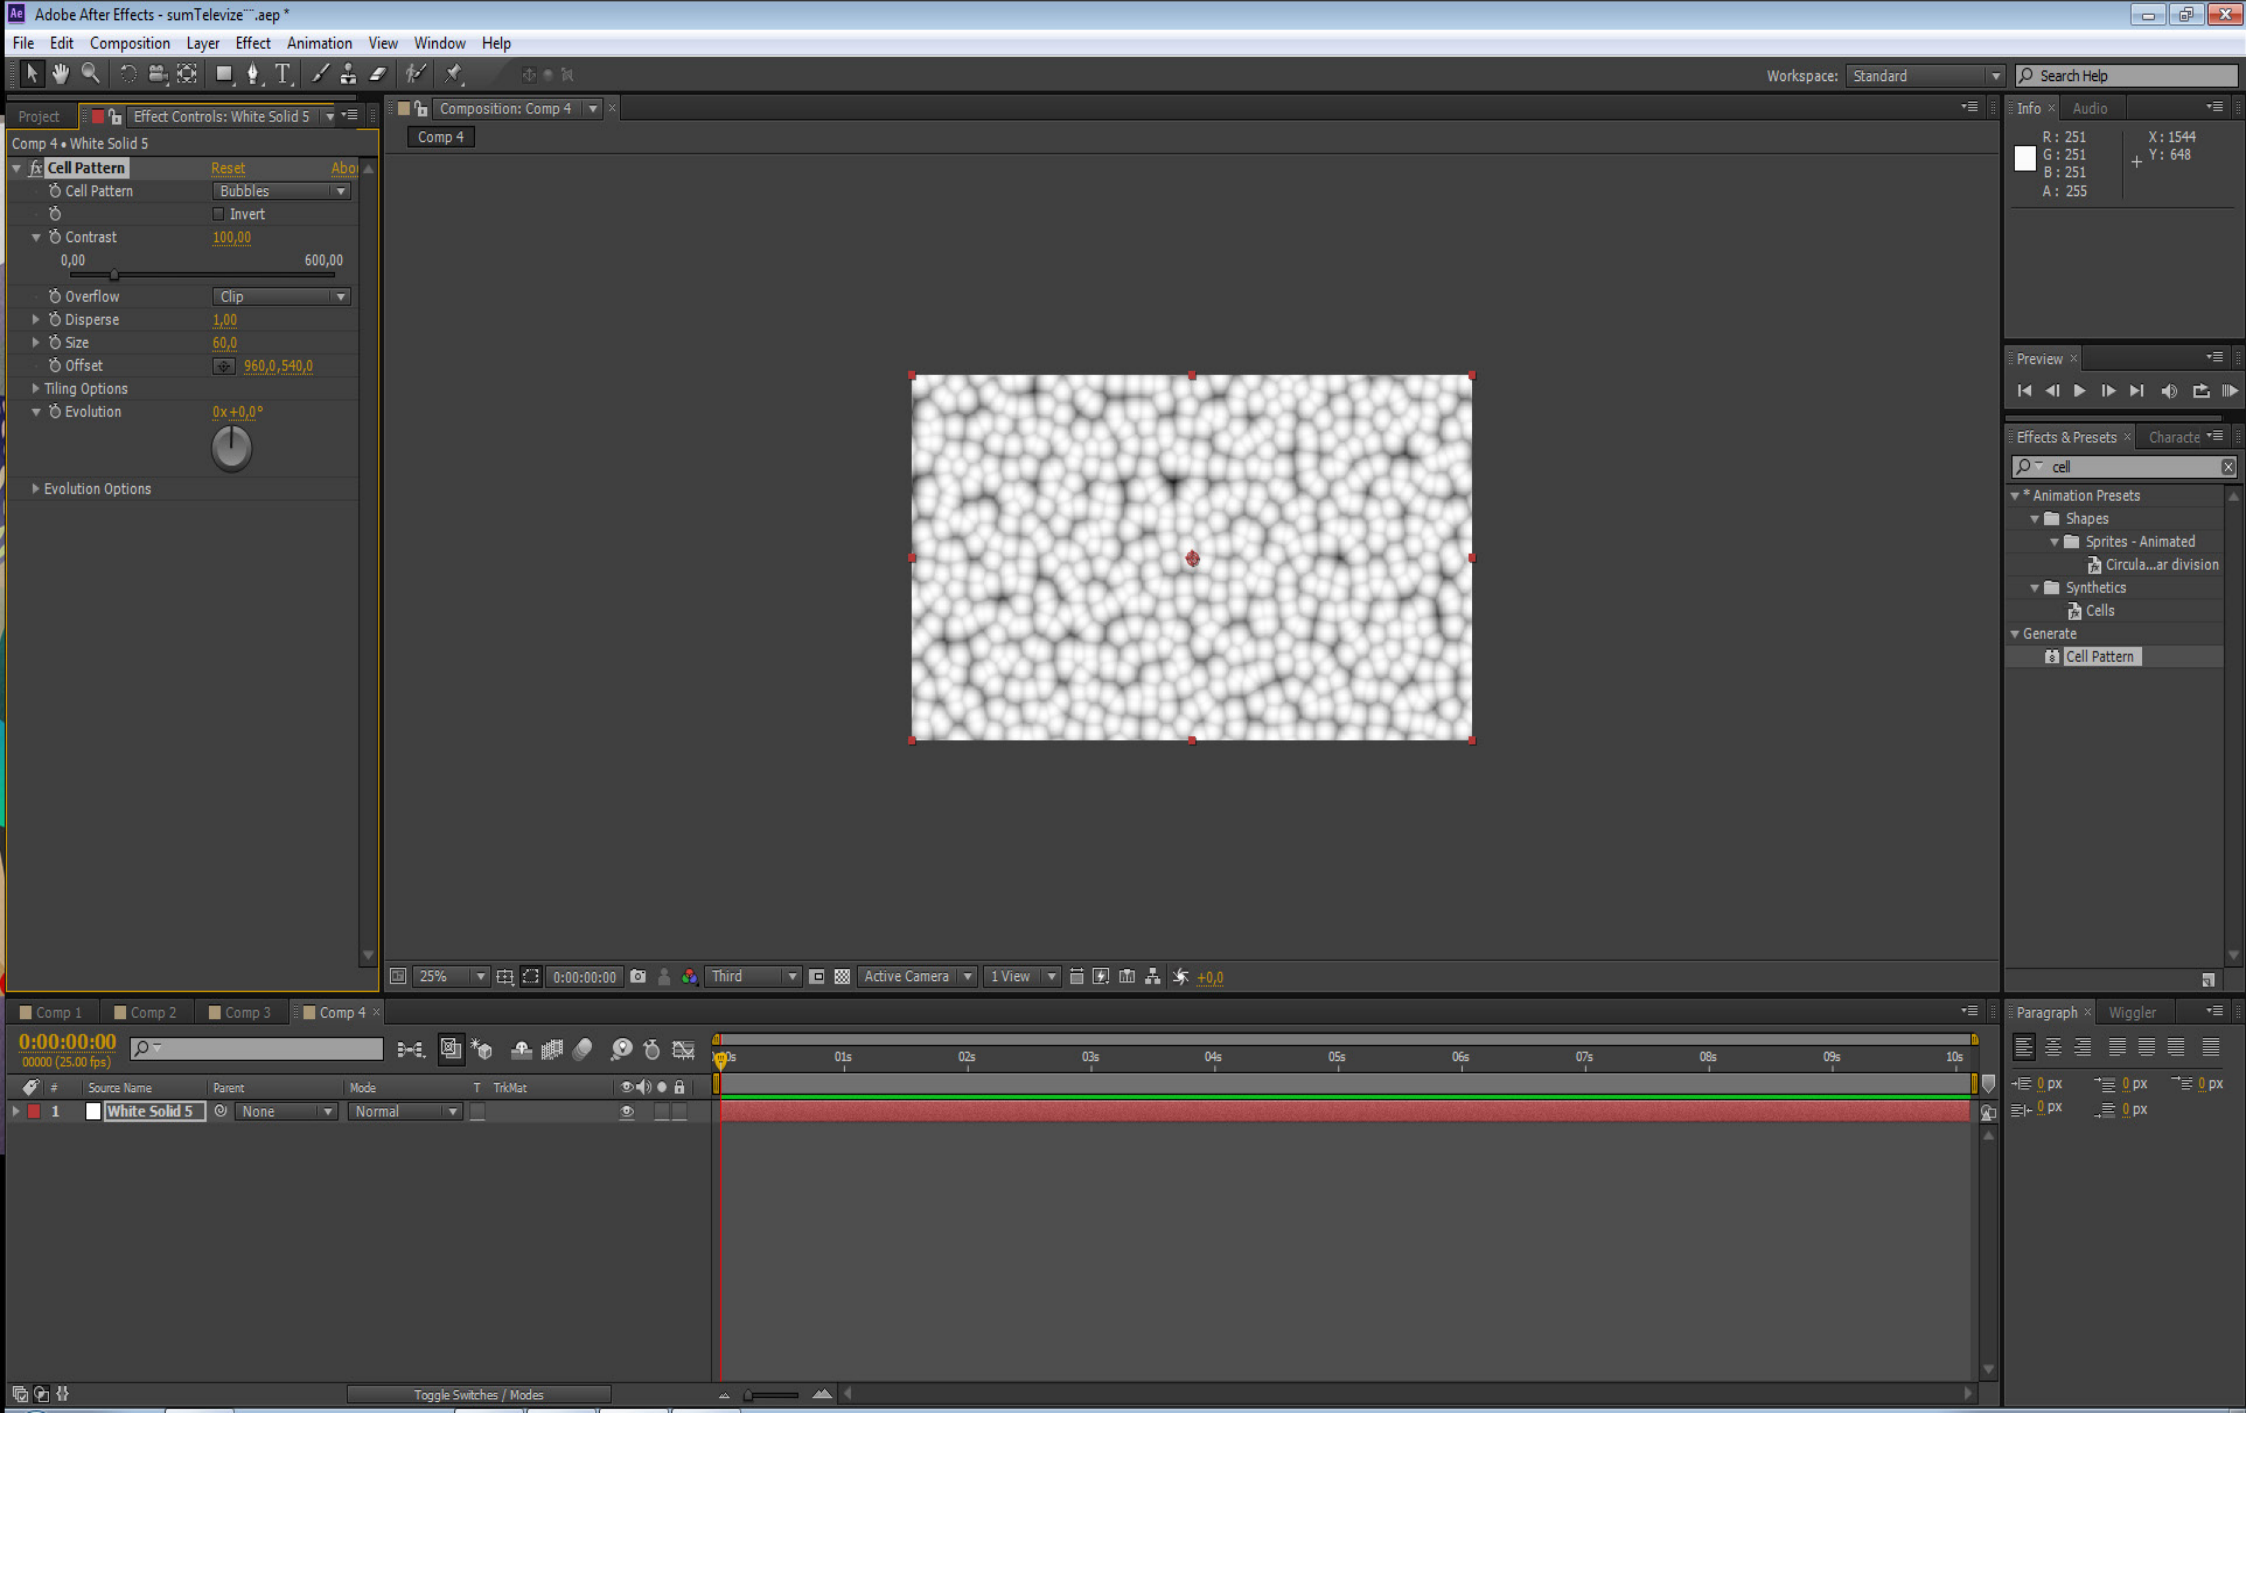 Ae Adobe After Effects - sumTelevize¨¨.aep *
File Edit Composition Layer Effect Animation View Window Help
Workspace: Standard Search Help
Project Effect Controls: White Solid 5
Comp 4 • White Solid 5
fx Cell Pattern Reset Abo
Cell Pattern Bubbles
Invert
Contrast 100,00
0,00 600,00
Overflow Clip
Disperse 1,00
Size 60,0
Offset 960,0,540,0
Tiling Options
Evolution 0x+0,0°
Evolution Options
Composition: Comp 4
Comp 4
25% 0:00:00:00 Third Active Camera 1 View +0,0
Info Audio
R: 251 X: 1544
G: 251 Y: 648
B: 251
A: 255
Preview
Effects & Presets Characte
cell
* Animation Presets
Shapes
Sprites - Animated
Circula...ar division
Synthetics
Cells
Generate
Cell Pattern
Comp 1 Comp 2 Comp 3 Comp 4
0:00:00:00
00000 (25.00 fps)
01s 02s 03s 04s 05s 06s 07s 08s 09s 10s
# Source Name Parent Mode T TrkMat
1 White Solid 5 None Normal
Toggle Switches / Modes
Paragraph Wiggler
0 px 0 px 0 px
0 px 0 px